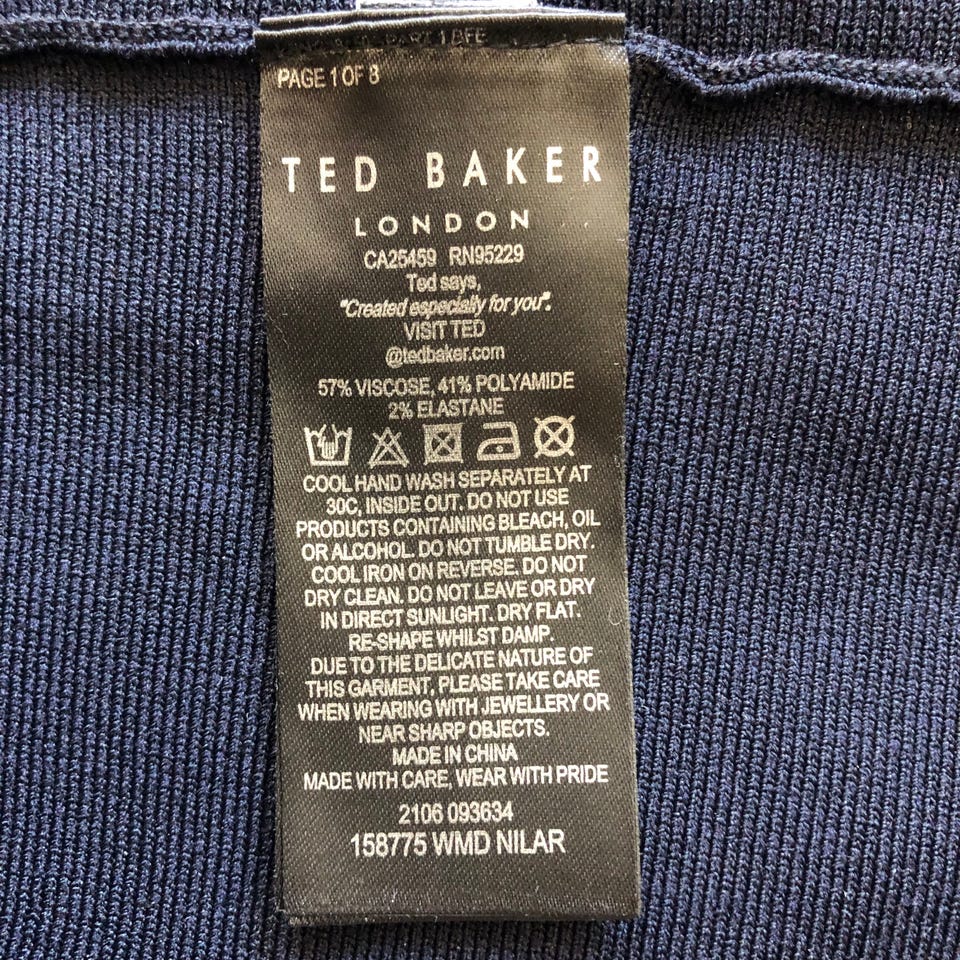 PAGE 1 OF 8
TED BAKER
LONDON
CA25459 RN95229
Ted says,
"Created especially for you".
VISIT TED
@tedbaker.com
57% VISCOSE, 41% POLYAMIDE
2% ELASTANE
COOL HAND WASH SEPARATELY AT
30C, INSIDE OUT. DO NOT USE
PRODUCTS CONTAINING BLEACH, OIL
OR ALCOHOL. DO NOT TUMBLE DRY.
COOL IRON ON REVERSE. DO NOT
DRY CLEAN. DO NOT LEAVE OR DRY
IN DIRECT SUNLIGHT. DRY FLAT.
RE-SHAPE WHILST DAMP.
DUE TO THE DELICATE NATURE OF
THIS GARMENT, PLEASE TAKE CARE
WHEN WEARING WITH JEWELLERY OR
NEAR SHARP OBJECTS.
MADE IN CHINA
MADE WITH CARE, WEAR WITH PRIDE
2106 093634
158775 WMD NILAR